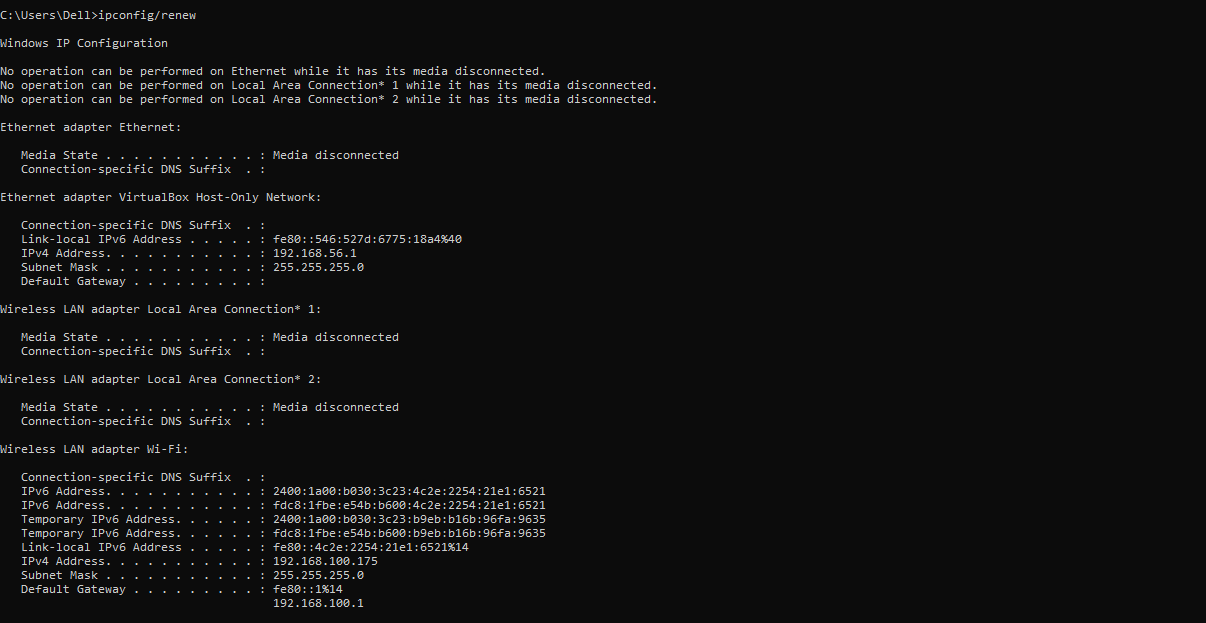 C:\Users\Dell>ipconfig/renew
Windows IP Configuration
No operation can be performed on Ethernet while it has its media disconnected.
No operation can be performed on Local Area Connection* 1 while it has its media disconnected.
No operation can be performed on Local Area Connection* 2 while it has its media disconnected.
Ethernet adapter Ethernet:
   Media State . . . . . . . . . . . : Media disconnected
   Connection-specific DNS Suffix  . :
Ethernet adapter VirtualBox Host-Only Network:
   Connection-specific DNS Suffix  . :
   Link-local IPv6 Address . . . . . : fe80::546:527d:6775:18a4%40
   IPv4 Address. . . . . . . . . . . : 192.168.56.1
   Subnet Mask . . . . . . . . . . . : 255.255.255.0
   Default Gateway . . . . . . . . . :
Wireless LAN adapter Local Area Connection* 1:
   Media State . . . . . . . . . . . : Media disconnected
   Connection-specific DNS Suffix  . :
Wireless LAN adapter Local Area Connection* 2:
   Media State . . . . . . . . . . . : Media disconnected
   Connection-specific DNS Suffix  . :
Wireless LAN adapter Wi-Fi:
   Connection-specific DNS Suffix  . :
   IPv6 Address. . . . . . . . . . . : 2400:1a00:b030:3c23:4c2e:2254:21e1:6521
   IPv6 Address. . . . . . . . . . . : fdc8:1fbe:e54b:b600:4c2e:2254:21e1:6521
   Temporary IPv6 Address. . . . . . : 2400:1a00:b030:3c23:b9eb:b16b:96fa:9635
   Temporary IPv6 Address. . . . . . : fdc8:1fbe:e54b:b600:b9eb:b16b:96fa:9635
   Link-local IPv6 Address . . . . . : fe80::4c2e:2254:21e1:6521%14
   IPv4 Address. . . . . . . . . . . : 192.168.100.175
   Subnet Mask . . . . . . . . . . . : 255.255.255.0
   Default Gateway . . . . . . . . . : fe80::1%14
                                       192.168.100.1